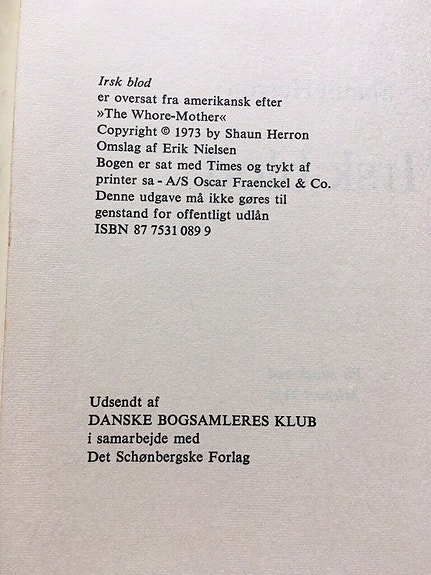 Irsk blod
er oversat fra amerikansk efter
»The Whore-Mother«
Copyright © 1973 by Shaun Herron
Omslag af Erik Nielsen
Bogen er sat med Times og trykt af
printer sa - A/S Oscar Fraenckel & Co.
Denne udgave må ikke gøres til
genstand for offentligt udlån
ISBN 87 7531 089 9
Udsendt af
DANSKE BOGSAMLERES KLUB
i samarbejde med
Det Schønbergske Forlag